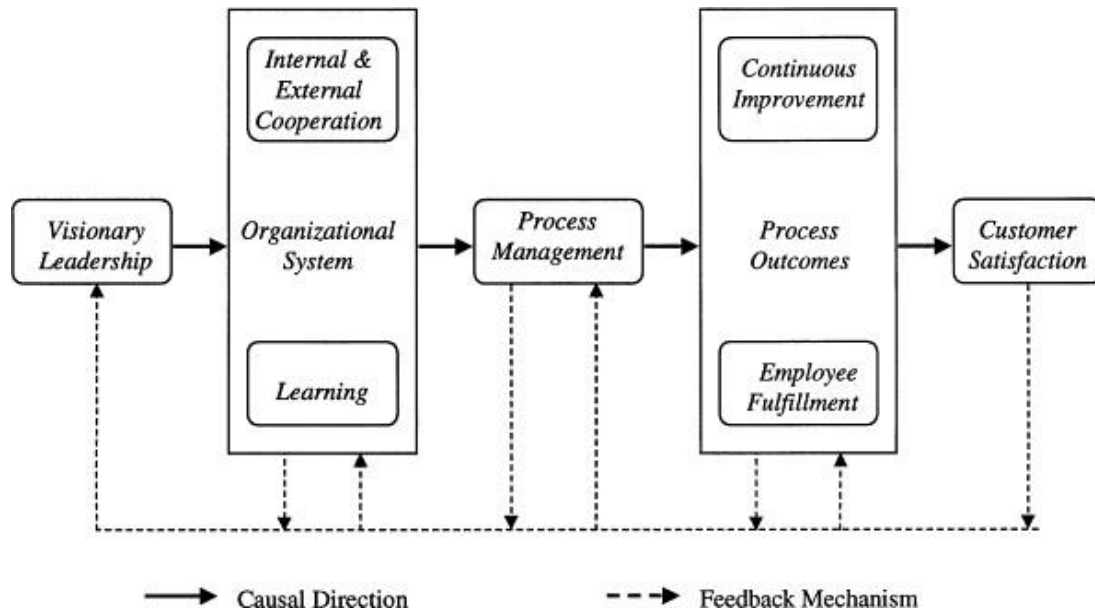 Internal &
External
Cooperation
Continuous
Improvement
Visionary
Leadership
Organizational
System
Process
Management
Process
Outcomes
Customer
Satisfaction
Learning
Employee
Fulfillment
Causal Direction
Feedback Mechanism